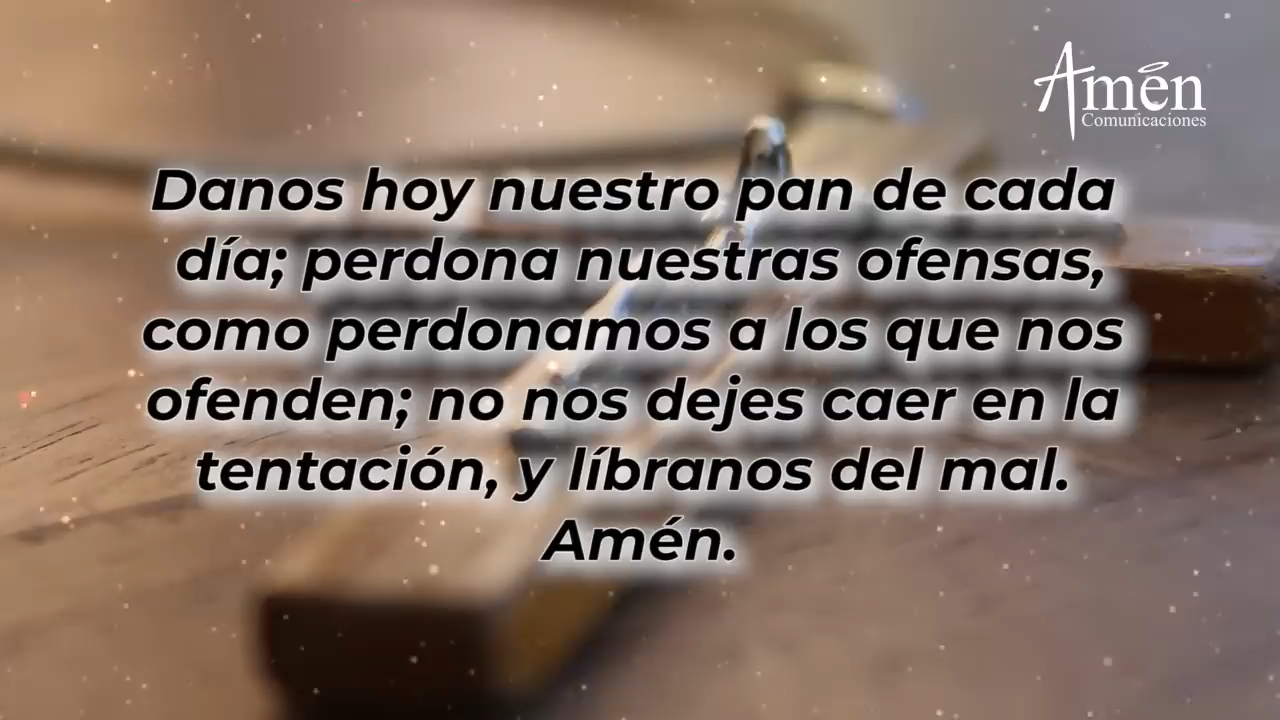 Amén
Comunicaciones
Danos hoy nuestro pan de cada
día; perdona nuestras ofensas,
como perdonamos a los que nos
ofenden; no nos dejes caer en la
tentación, y líbranos del mal.
Amén.